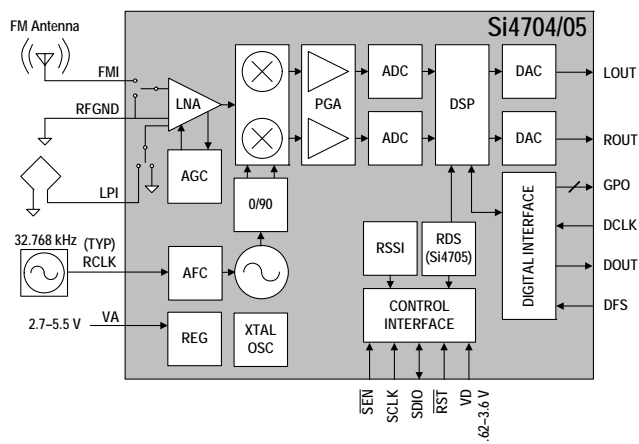 Si4704/05
FM Antenna
FMI
RFGND
LPI
LNA
AGC
PGA
ADC
ADC
DSP
DAC
DAC
LOUT
ROUT
GPO
DCLK
DOUT
DFS
DIGITAL INTERFACE
0/90
RSSI
RDS
(Si4705)
32.768 kHz
(TYP)
RCLK
AFC
CONTROL
INTERFACE
2.7–5.5 V
VA
REG
XTAL
OSC
SEN
SCLK
SDIO
RST
VD
.62–3.6 V